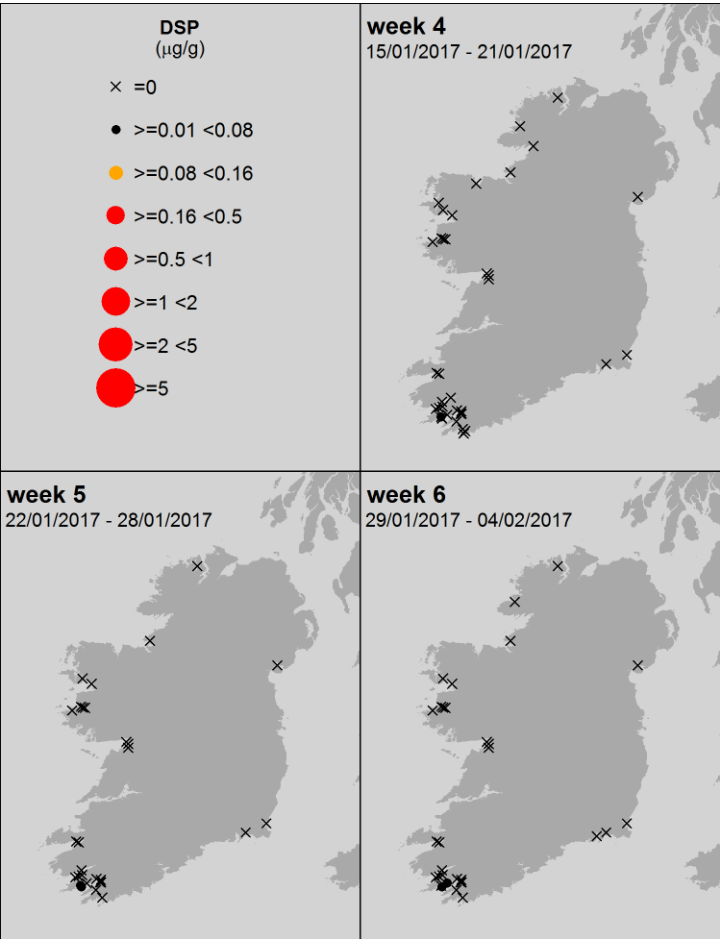 DSP
(μg/g)
=0
>=0.01 <0.08
>=0.08 <0.16
>=0.16 <0.5
>=0.5 <1
>=1 <2
>=2 <5
>=5
week 4
15/01/2017 - 21/01/2017
week 5
22/01/2017 - 28/01/2017
week 6
29/01/2017 - 04/02/2017